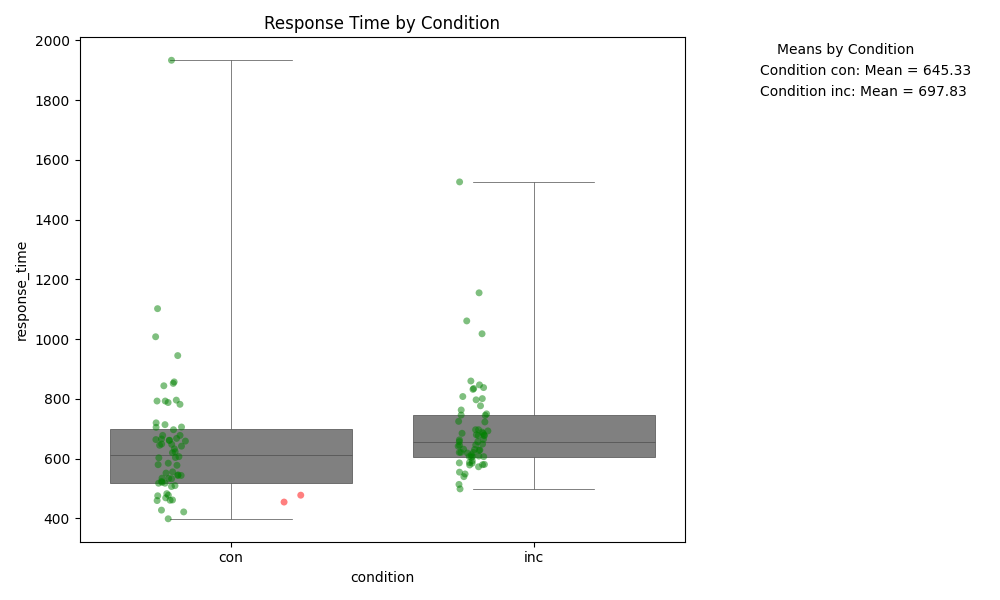 Response Time by Condition
Means by Condition
Condition con: Mean = 645.33
Condition inc: Mean = 697.83
response_time
2000
1800
1600
1400
1200
1000
800
600
400
con
inc
condition